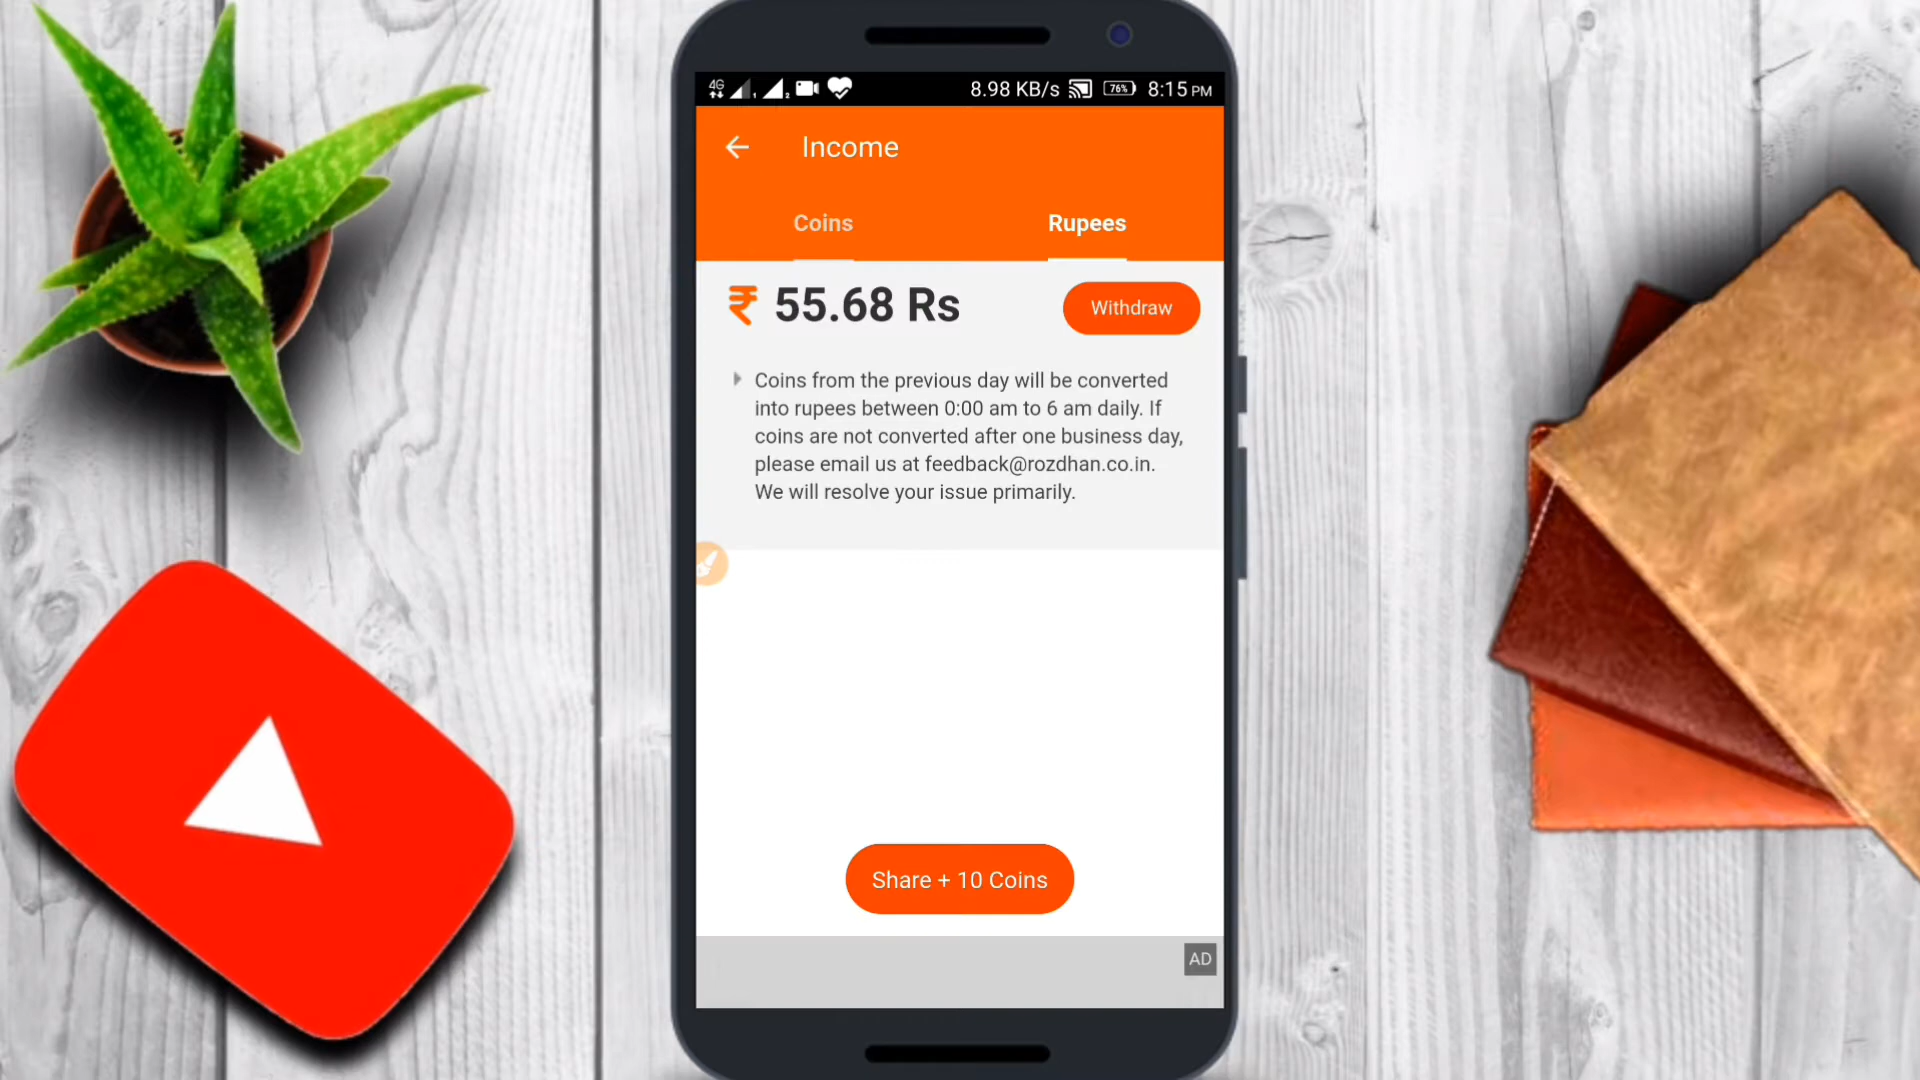 4G 1 2 8.98 KB/s 76% 8:15 PM
Income
Coins Rupees
₹ 55.68 Rs Withdraw
Coins from the previous day will be converted
into rupees between 0:00 am to 6 am daily. If
coins are not converted after one business day,
please email us at feedback@rozdhan.co.in.
We will resolve your issue primarily.
Share + 10 Coins
AD